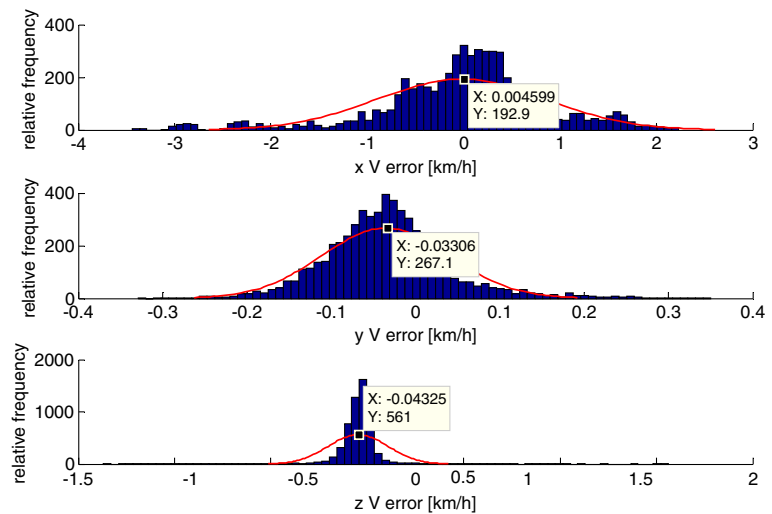 400
200
0
relative frequency
X: 0.004599
Y: 192.9
-4
-3
-2
-1
0
1
2
3
x V error [km/h]
400
200
0
relative frequency
X: -0.03306
Y: 267.1
-0.4
-0.3
-0.2
-0.1
0
0.1
0.2
0.3
0.4
y V error [km/h]
2000
1000
0
relative frequency
X: -0.04325
Y: 561
-1.5
-1
-0.5
0
0.5
1
1.5
2
z V error [km/h]